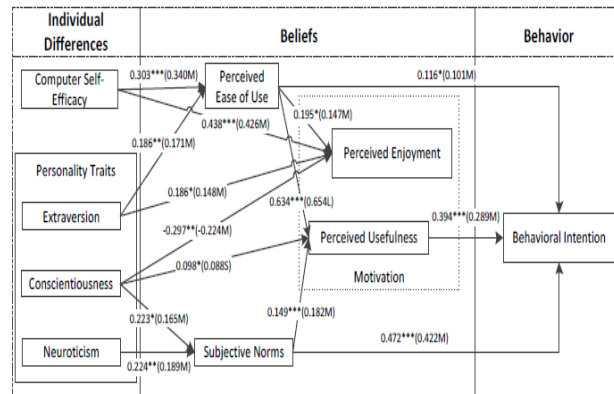 Individual
Differences
Beliefs
Behavior
Computer Self-
Efficacy
0.303***(0.340M)
Perceived
Ease of Use
0.116*(0.101M)
0.195*(0.147M)
0.438***(0.426M)
0.186**(0.171M)
Perceived Enjoyment
Personality Traits
0.186*(0.148M)
Extraversion
0.634***(0.654L)
-0.297**(-0.224M)
0.394***(0.289M)
Perceived Usefulness
Behavioral Intention
0.098*(0.088S)
Conscientiousness
Motivation
0.149***(0.182M)
0.223*(0.165M)
0.472***(0.422M)
Neuroticism
Subjective Norms
0.224**(0.189M)